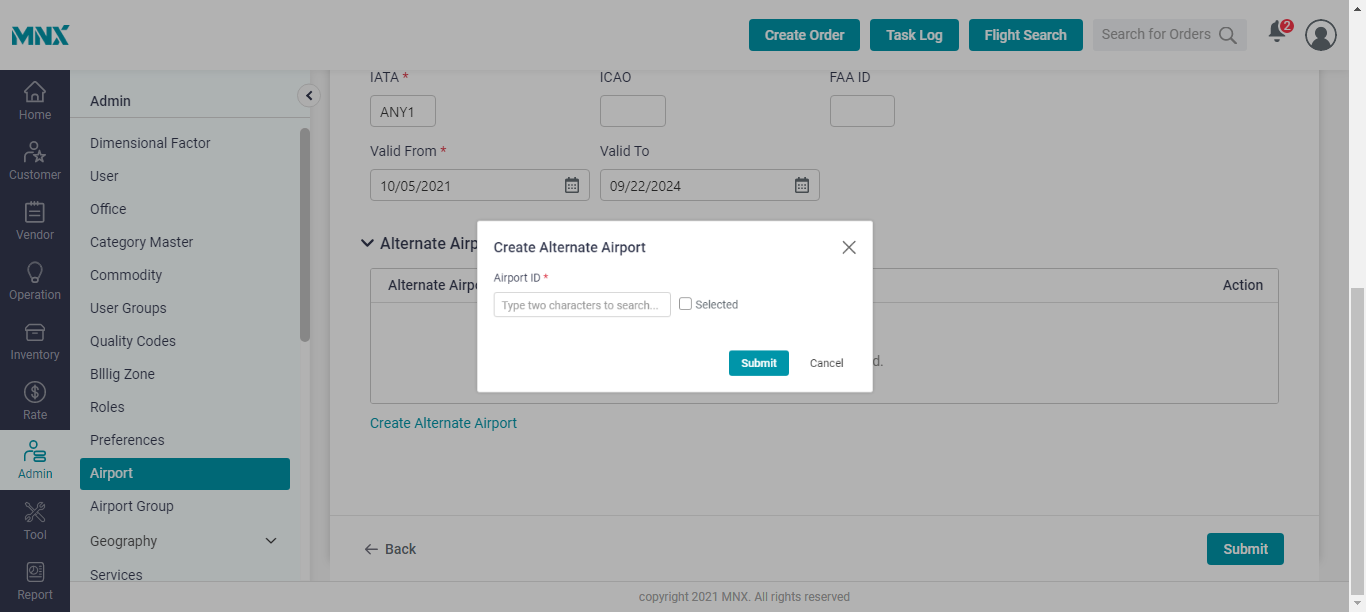 MNX
Create Order
Task Log
Flight Search
Search for Orders
2
Home
Customer
Vendor
Operation
Inventory
Rate
Admin
Tool
Report
Admin
Dimensional Factor
User
Office
Category Master
Commodity
User Groups
Quality Codes
Bllig Zone
Roles
Preferences
Airport
Airport Group
Geography
Services
IATA *
ICAO
FAA ID
ANY1
Valid From *
Valid To
10/05/2021
09/22/2024
Alternate Airp
Alternate Airpo
Action
d.
Create Alternate Airport
Create Alternate Airport
Airport ID *
Type two characters to search...
Selected
Submit
Cancel
Back
Submit
copyright 2021 MNX. All rights reserved